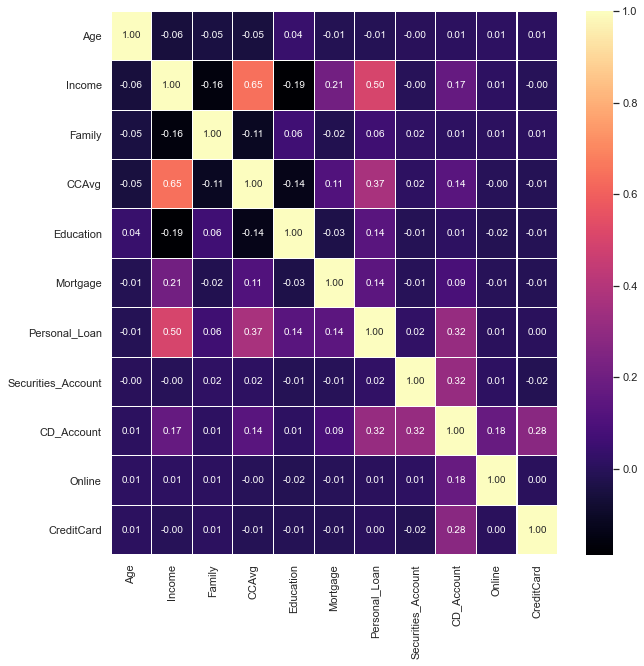 Age 1.00 -0.06 -0.05 -0.05 0.04 -0.01 -0.01 -0.00 0.01 0.01 0.01
Income -0.06 1.00 -0.16 0.65 -0.19 0.21 0.50 -0.00 0.17 0.01 -0.00
Family -0.05 -0.16 1.00 -0.11 0.06 -0.02 0.06 0.02 0.01 0.01 0.01
CCAvg -0.05 0.65 -0.11 1.00 -0.14 0.11 0.37 0.02 0.14 -0.00 -0.01
Education 0.04 -0.19 0.06 -0.14 1.00 -0.03 0.14 -0.01 0.01 -0.02 -0.01
Mortgage -0.01 0.21 -0.02 0.11 -0.03 1.00 0.14 -0.01 0.09 -0.01 -0.01
Personal_Loan -0.01 0.50 0.06 0.37 0.14 0.14 1.00 0.02 0.32 0.01 0.00
Securities_Account -0.00 -0.00 0.02 0.02 -0.01 -0.01 0.02 1.00 0.32 0.01 -0.02
CD_Account 0.01 0.17 0.01 0.14 0.01 0.09 0.32 0.32 1.00 0.18 0.28
Online 0.01 0.01 0.01 -0.00 -0.02 -0.01 0.01 0.01 0.18 1.00 0.00
CreditCard 0.01 -0.00 0.01 -0.01 -0.01 -0.01 0.00 -0.02 0.28 0.00 1.00
Age
Income
Family
CCAvg
Education
Mortgage
Personal_Loan
Securities_Account
CD_Account
Online
CreditCard
1.0
0.8
0.6
0.4
0.2
0.0